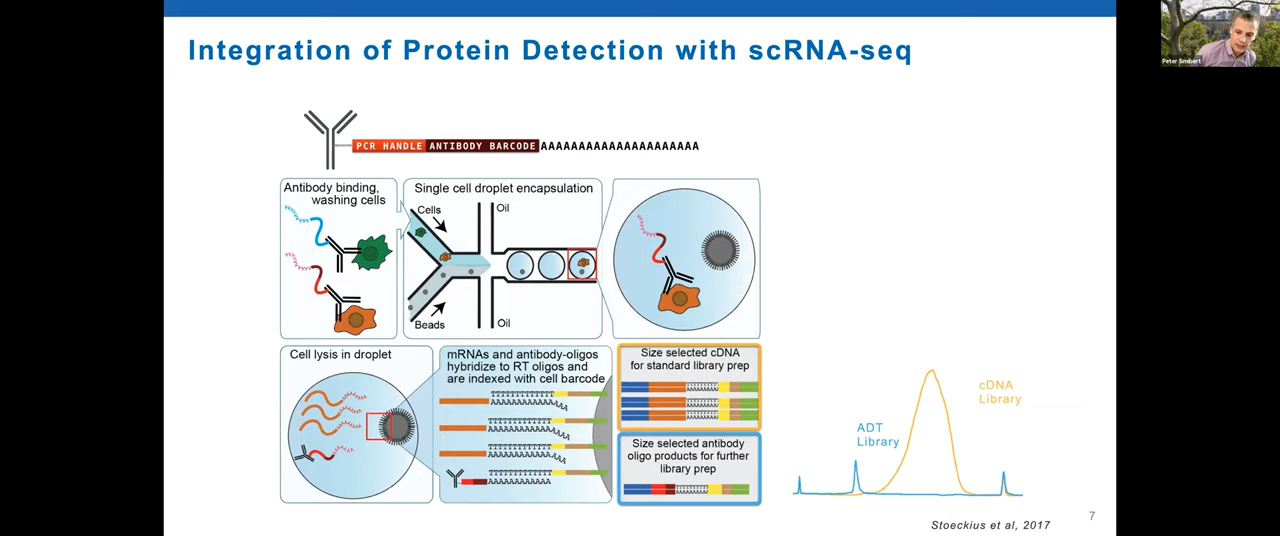 Integration of Protein Detection with scRNA-seq
Peter Smibert
PCR HANDLE ANTIBODY BARCODE AAAAAAAAAAAAAAAAAAAAA
Antibody binding,
washing cells
Single cell droplet encapsulation
Cells
Oil
Beads
Oil
Cell lysis in droplet
mRNAs and antibody-oligos
hybridize to RT oligos and
are indexed with cell barcode
Size selected cDNA
for standard library prep
Size selected antibody
oligo products for further
library prep
ADT
Library
cDNA
Library
Stoeckius et al, 2017
7